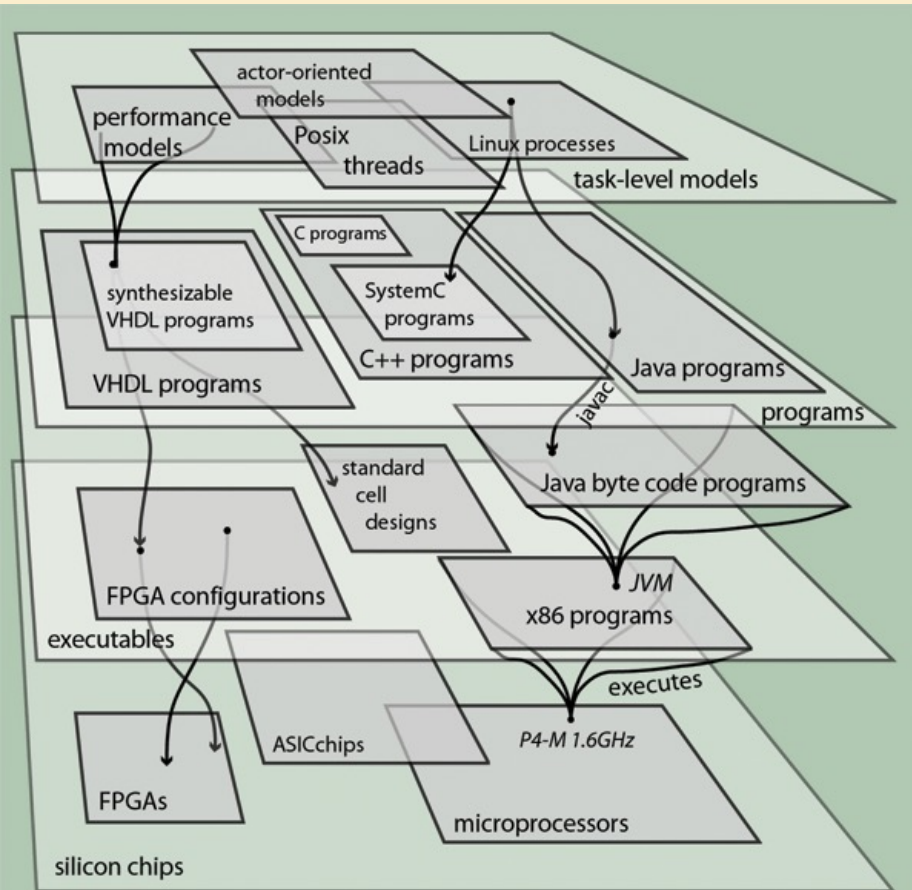 actor-oriented
models
performance
models
Posix
threads
Linux processes
task-level models
C programs
SystemC
programs
C++ programs
synthesizable
VHDL programs
VHDL programs
Java programs
programs
javac
Java byte code programs
standard
cell
designs
FPGA configurations
executables
JVM
x86 programs
executes
ASICchips
P4-M 1.6GHz
FPGAs
microprocessors
silicon chips